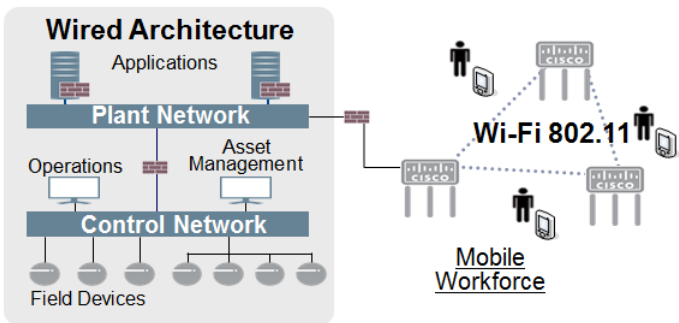 Wired Architecture
Applications
Plant Network
Operations
Asset
Management
Control Network
Field Devices
CISCO
Wi-Fi 802.11
CISCO
CISCO
Mobile
Workforce